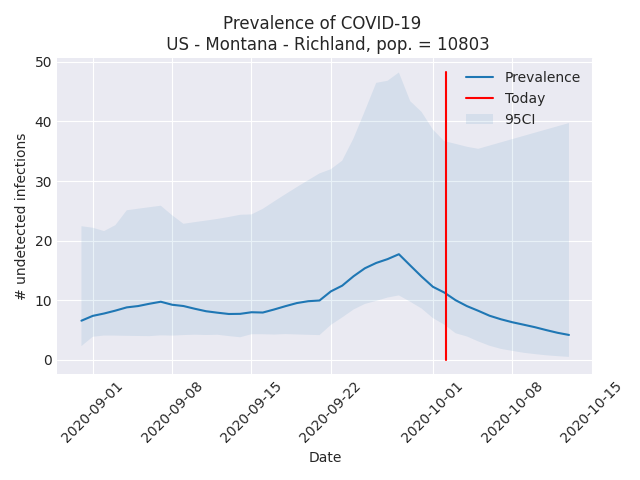 Prevalence of COVID-19
US - Montana - Richland, pop. = 10803
50
40
30
20
10
0
# undetected infections
Prevalence
Today
95CI
2020-09-01
2020-09-08
2020-09-15
2020-09-22
2020-10-01
2020-10-08
2020-10-15
Date